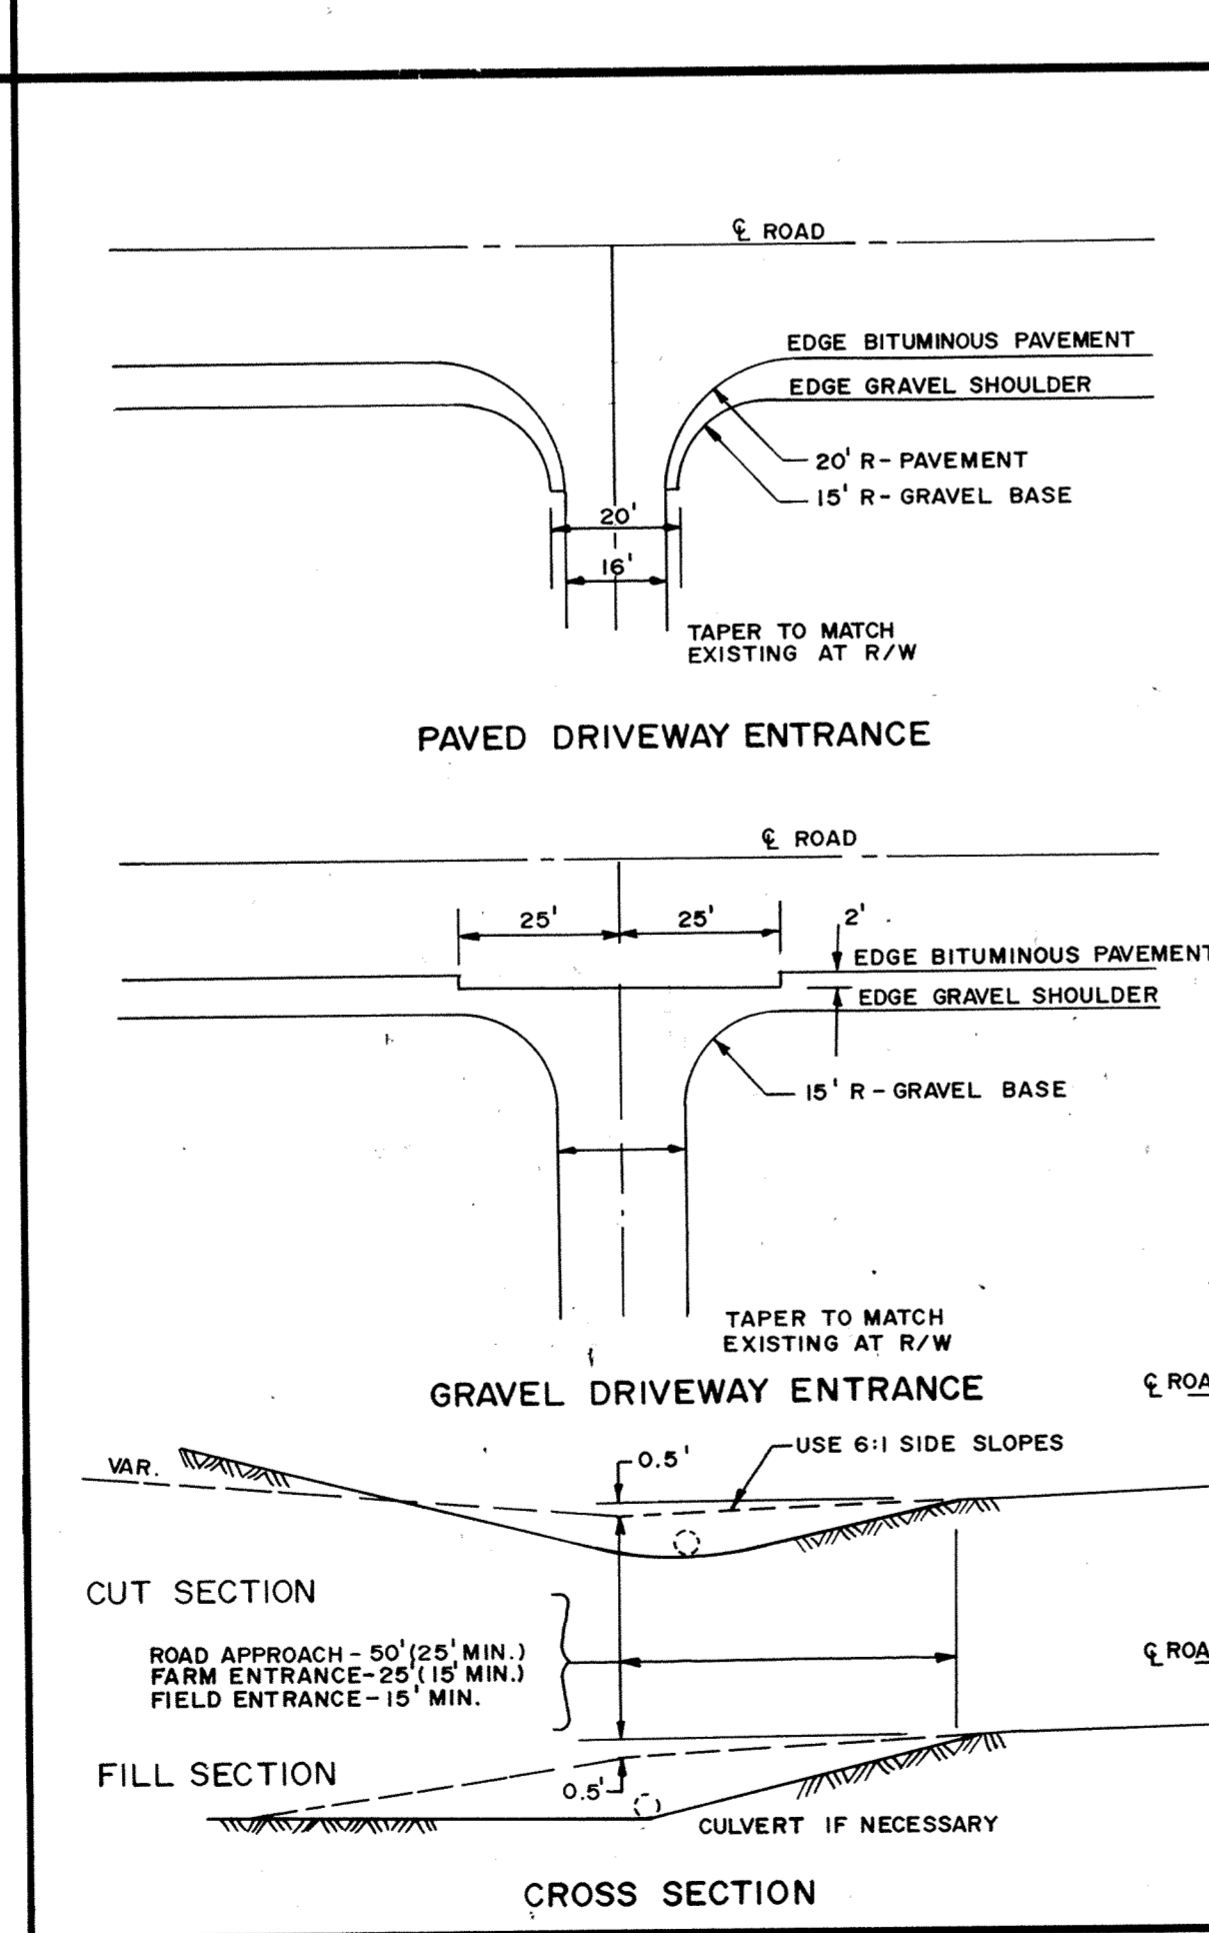 ℄ ROAD
EDGE BITUMINOUS PAVEMENT
EDGE GRAVEL SHOULDER
20' R- PAVEMENT
15' R- GRAVEL BASE
20'
16'
TAPER TO MATCH
EXISTING AT R/W
PAVED DRIVEWAY ENTRANCE
℄ ROAD
25' 25' 2'
EDGE BITUMINOUS PAVEMENT
EDGE GRAVEL SHOULDER
15' R - GRAVEL BASE
TAPER TO MATCH
EXISTING AT R/W
GRAVEL DRIVEWAY ENTRANCE
℄ ROA
USE 6:1 SIDE SLOPES
VAR. 0.5'
CUT SECTION
ROAD APPROACH - 50' (25' MIN.)
FARM ENTRANCE-25' (15' MIN.)
FIELD ENTRANCE-15' MIN.
℄ ROA
FILL SECTION
0.5'
CULVERT IF NECESSARY
CROSS SECTION